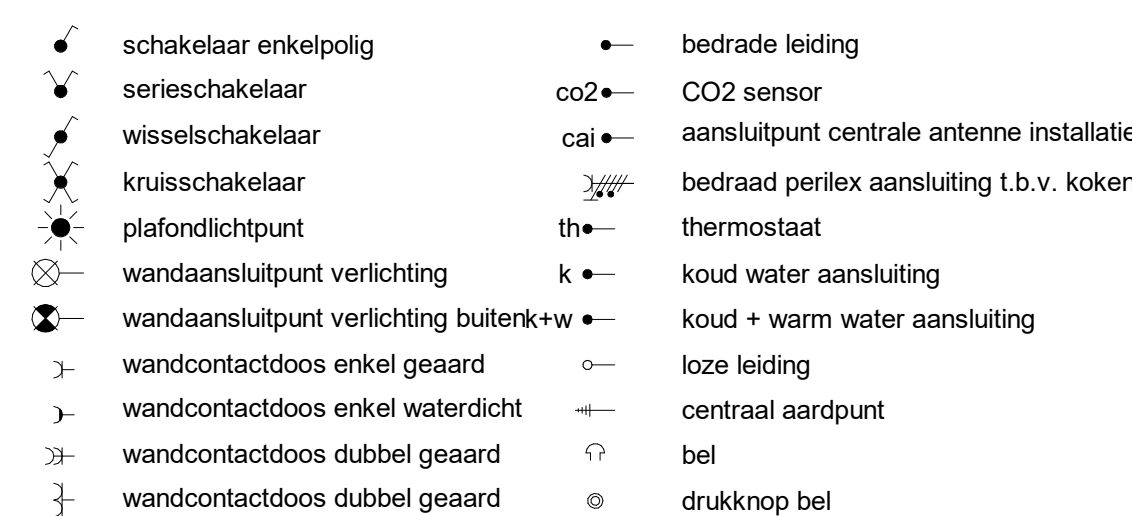 schakelaar enkelpolig
serieschakelaar
wisselschakelaar
kruisschakelaar
plafondlichtpunt
wandaansluitpunt verlichting
wandaansluitpunt verlichting buiten
wandcontactdoos enkel geaard
wandcontactdoos enkel waterdicht
wandcontactdoos dubbel geaard
wandcontactdoos dubbel geaard
bedrade leiding
co2 CO2 sensor
cai aansluitpunt centrale antenne installatie
bedraad perilex aansluiting t.b.v. koken
th thermostaat
k koud water aansluiting
k+w koud + warm water aansluiting
loze leiding
centraal aardpunt
bel
drukknop bel